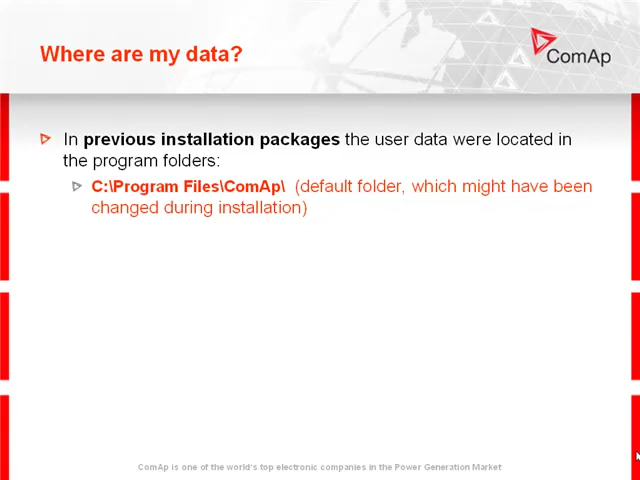 Where are my data?
ComAp
In previous installation packages the user data were located in
the program folders:
C:\Program Files\ComAp\ (default folder, which might have been
changed during installation)
ComAp is one of the world's top electronic companies in the Power Generation Market